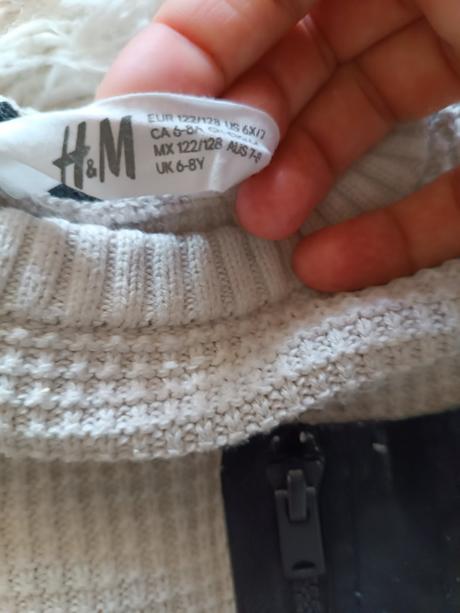 H&M
EUR 122/128 US 6X/7
CA 6-8A
MX 122/128 AUS 7-8
UK 6-8Y